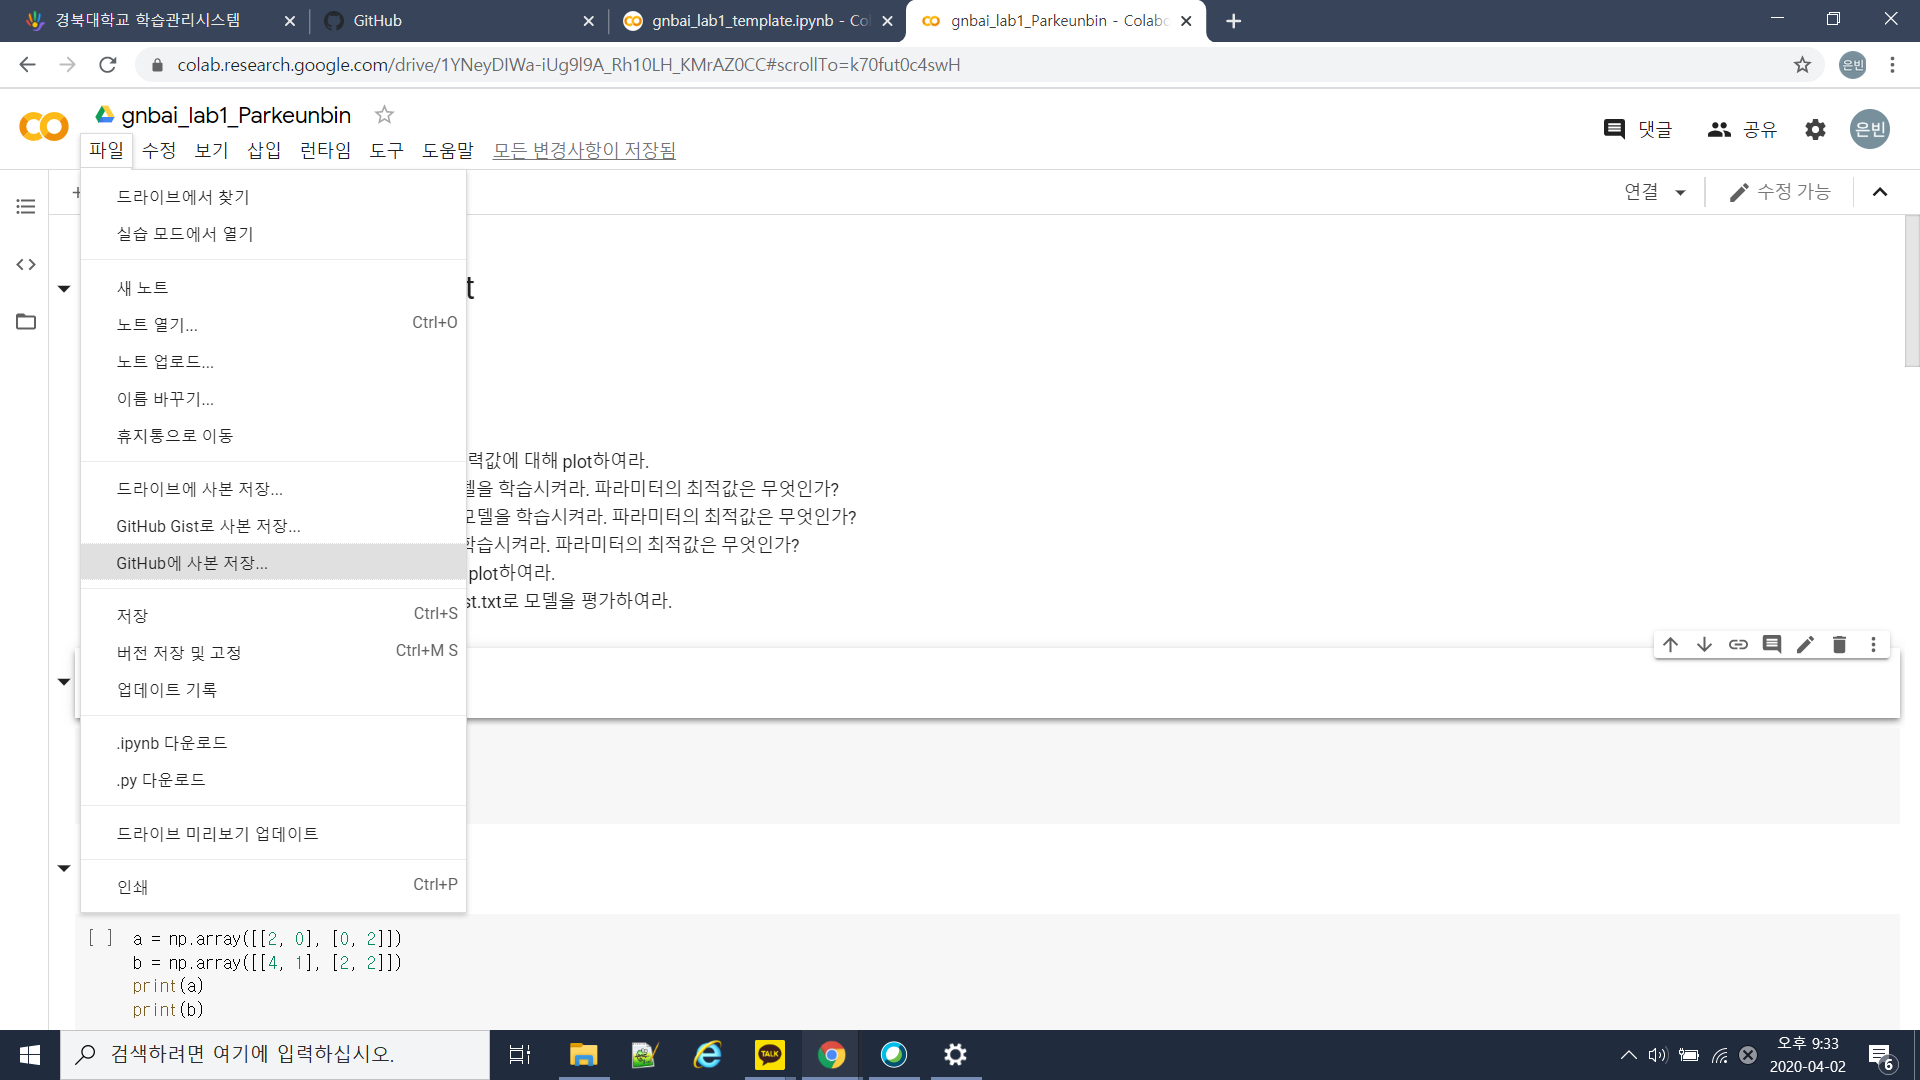 경북대학교 학습관리시스템
GitHub
gnbai_lab1_template.ipynb - Co
gnbai_lab1_Parkeunbin - Colabo
colab.research.google.com/drive/1YNeyDIWa-iUg9l9A_Rh10LH_KMrAZ0CC#scrollTo=k70fut0c4swH
은빈
gnbai_lab1_Parkeunbin
댓글
공유
은빈
파일 수정 보기 삽입 런타임 도구 도움말 모든 변경사항이 저장됨
연결
수정 가능
드라이브에서 찾기
실습 모드에서 열기
새 노트
노트 열기... Ctrl+O
노트 업로드...
이름 바꾸기...
휴지통으로 이동
드라이브에 사본 저장...
GitHub Gist로 사본 저장...
GitHub에 사본 저장...
저장 Ctrl+S
버전 저장 및 고정 Ctrl+M S
업데이트 기록
.ipynb 다운로드
.py 다운로드
드라이브 미리보기 업데이트
인쇄 Ctrl+P
t
력값에 대해 plot하여라.
을 학습시켜라. 파라미터의 최적값은 무엇인가?
모델을 학습시켜라. 파라미터의 최적값은 무엇인가?
학습시켜라. 파라미터의 최적값은 무엇인가?
plot하여라.
st.txt로 모델을 평가하여라.
[ ] a = np.array([[2, 0], [0, 2]])
b = np.array([[4, 1], [2, 2]])
print(a)
print(b)
검색하려면 여기에 입력하십시오.
TALK
오후 9:33
2020-04-02
6